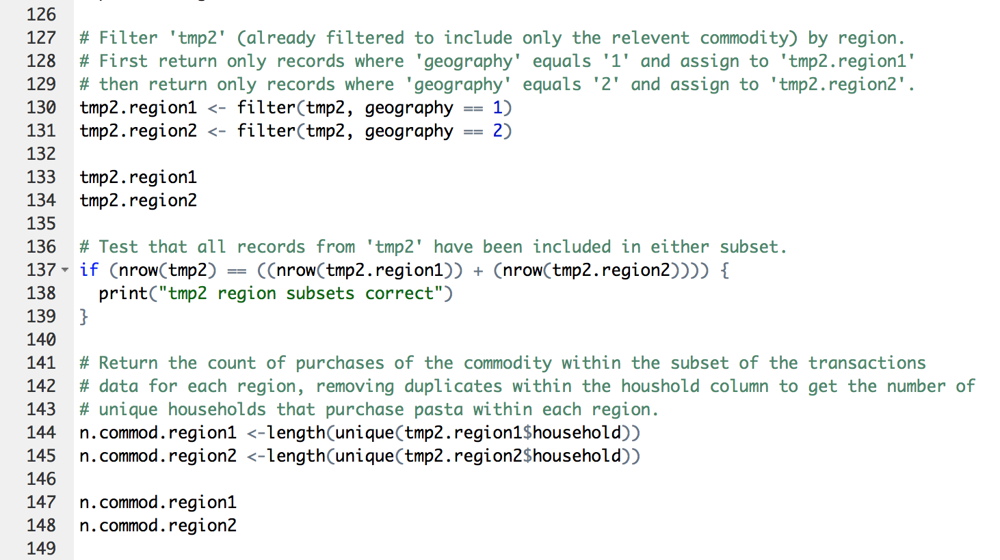 126
127 # Filter 'tmp2' (already filtered to include only the relevent commodity) by region.
128 # First return only records where 'geography' equals '1' and assign to 'tmp2.region1'
129 # then return only records where 'geography' equals '2' and assign to 'tmp2.region2'.
130 tmp2.region1 <- filter(tmp2, geography == 1)
131 tmp2.region2 <- filter(tmp2, geography == 2)
132
133 tmp2.region1
134 tmp2.region2
135
136 # Test that all records from 'tmp2' have been included in either subset.
137 if (nrow(tmp2) == ((nrow(tmp2.region1)) + (nrow(tmp2.region2)))) {
138   print("tmp2 region subsets correct")
139 }
140
141 # Return the count of purchases of the commodity within the subset of the transactions
142 # data for each region, removing duplicates within the houshold column to get the number of
143 # unique households that purchase pasta within each region.
144 n.commod.region1 <-length(unique(tmp2.region1$household))
145 n.commod.region2 <-length(unique(tmp2.region2$household))
146
147 n.commod.region1
148 n.commod.region2
149